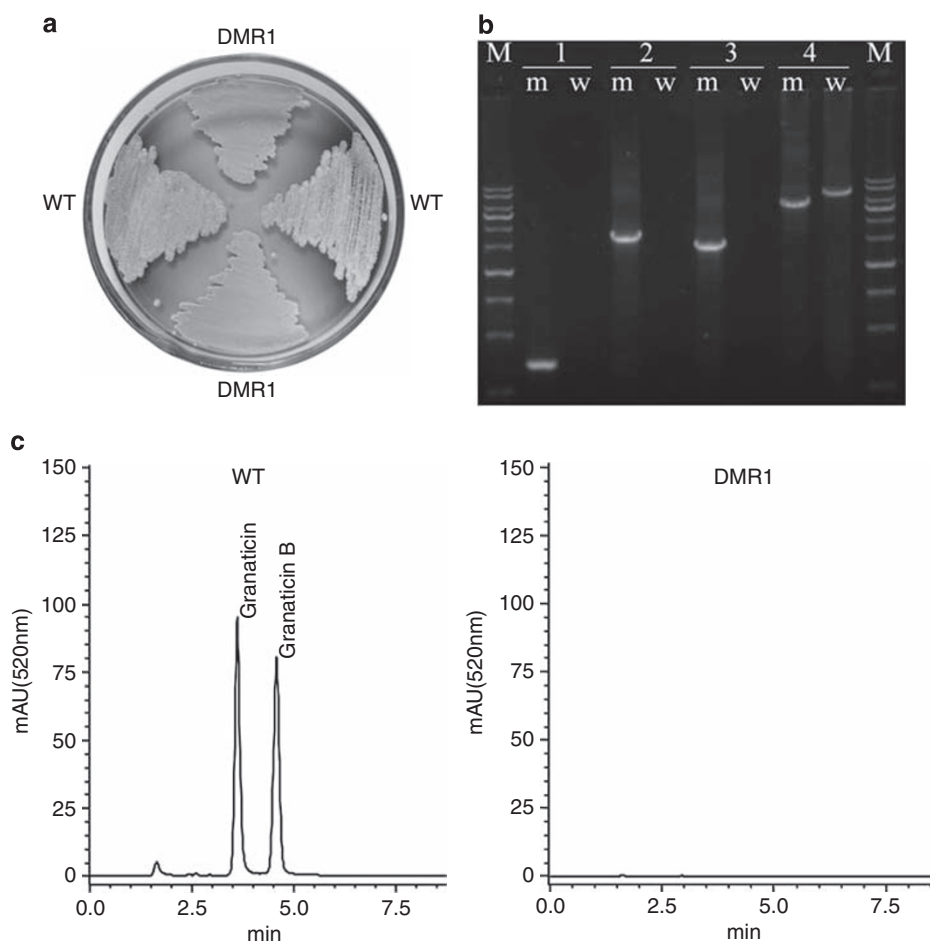 a
DMR1
WT
WT
DMR1
b
M 1 2 3 4 M
m w m w m w m w
c
WT
150
125
100
75
50
25
0
mAU(520nm)
Granaticin
Granaticin B
0.0 2.5 5.0 7.5
min
DMR1
150
125
100
75
50
25
0
mAU(520nm)
0.0 2.5 5.0 7.5
min